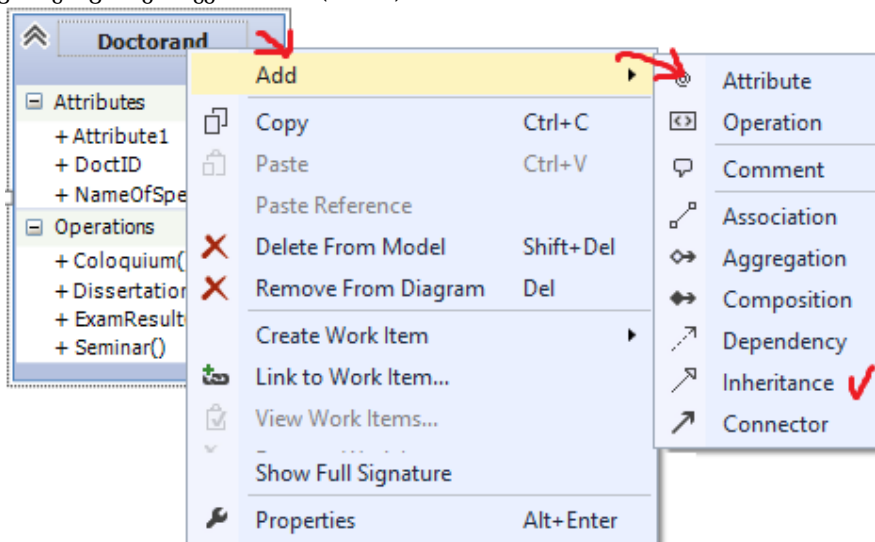 Doctorand
Attributes
+ Attribute1
+ DoctID
+ NameOfSpe
Operations
+ Coloquium(
+ Dissertation
+ ExamResult
+ Seminar()
Add
Copy Ctrl+C
Paste Ctrl+V
Paste Reference
Delete From Model Shift+Del
Remove From Diagram Del
Create Work Item
Link to Work Item...
View Work Items...
Show Full Signature
Properties Alt+Enter
Attribute
Operation
Comment
Association
Aggregation
Composition
Dependency
Inheritance
Connector